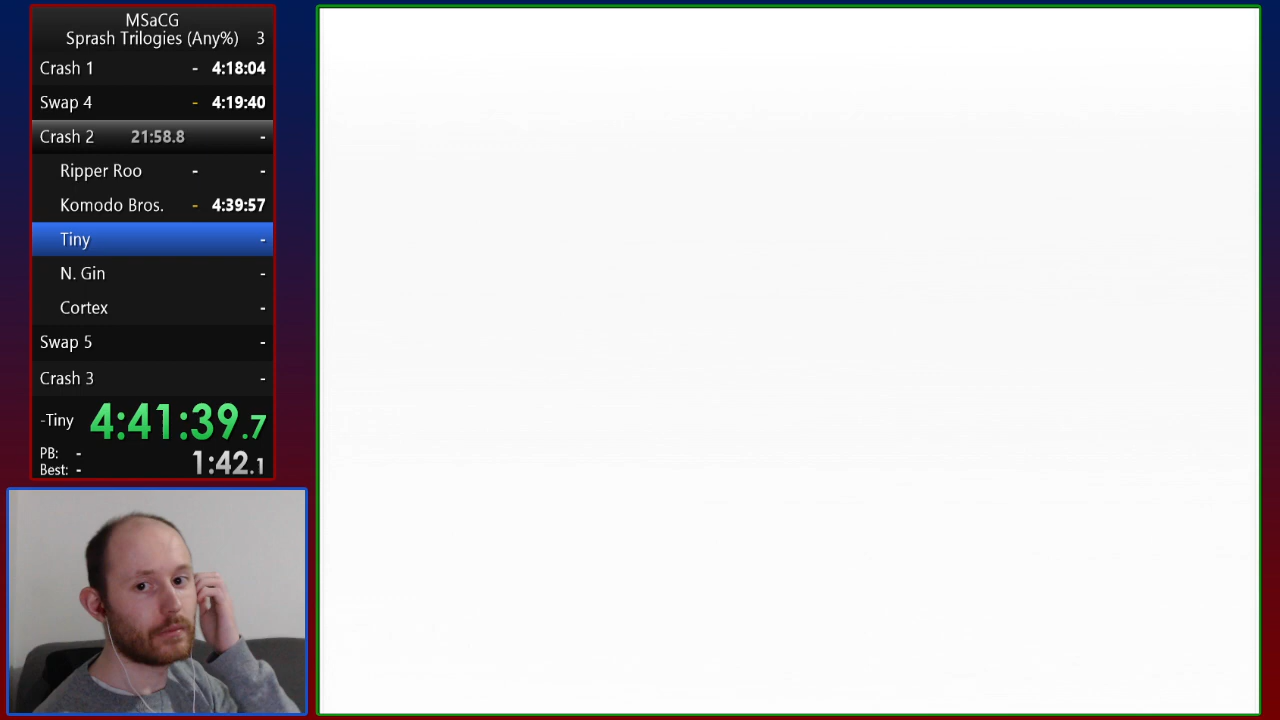 MSaCG
Sprash Trilogies (Any%) 3
Crash 1 - 4:18:04
Swap 4 - 4:19:40
Crash 2 21:58.8 -
Ripper Roo - -
Komodo Bros. - 4:39:57
Tiny -
N. Gin -
Cortex -
Swap 5 -
Crash 3 -
-Tiny 4:41:39.7
PB: -
Best: - 1:42.1